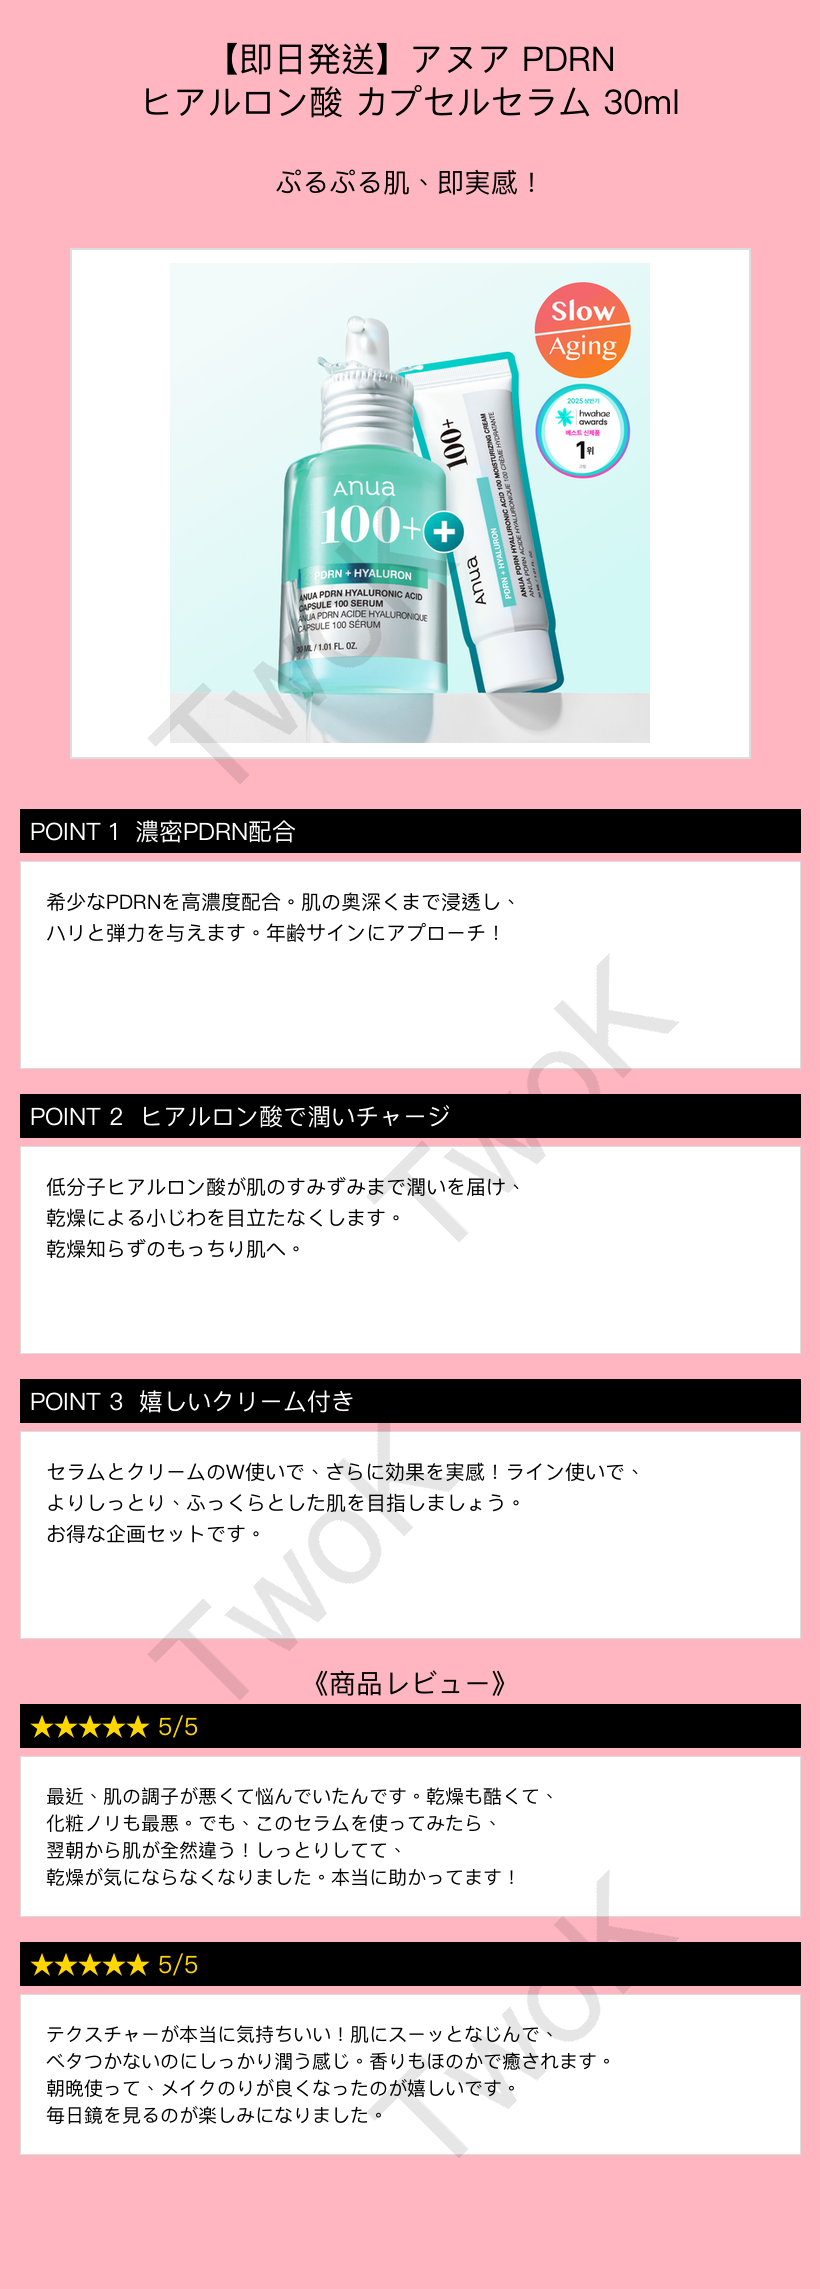 【即日発送】アヌア PDRN
ヒアルロン酸 カプセルセラム 30ml
ぷるぷる肌、即実感！
Slow
Aging
2025 상반기
hwahae
awards
베스트 신제품
1위
Anua
100+
PDRN + HYALURON
ANUA PDRN HYALURONIC ACID
CAPSULE 100 SERUM
ANUA PDRN ACIDE HYALURONIQUE
CAPSULE 100 SÉRUM
30 ML / 1.01 FL. OZ.
100+
Anua
PDRN + HYALURON
ANUA PDRN HYALURONIC ACID 100 MOISTURIZING CREAM
ANUA PDRN ACIDE HYALURONIQUE 100 CRÈME HYDRATANTE
TwoK
POINT 1 濃密PDRN配合
希少なPDRNを高濃度配合。肌の奥深くまで浸透し、
ハリと弾力を与えます。年齢サインにアプローチ！
TwoK
POINT 2 ヒアルロン酸で潤いチャージ
低分子ヒアルロン酸が肌のすみずみまで潤いを届け、
乾燥による小じわを目立たなくします。
乾燥知らずのもっちり肌へ。
POINT 3 嬉しいクリーム付き
セラムとクリームのW使いで、さらに効果を実感！ライン使いで、
よりしっとり、ふっくらとした肌を目指しましょう。
お得な企画セットです。
TwoK
《商品レビュー》
★★★★★ 5/5
最近、肌の調子が悪くて悩んでいたんです。乾燥も酷くて、
化粧ノリも最悪。でも、このセラムを使ってみたら、
翌朝から肌が全然違う！しっとりしてて、
乾燥が気にならなくなりました。本当に助かってます！
★★★★★ 5/5
テクスチャーが本当に気持ちいい！肌にスーッとなじんで、
ベタつかないのにしっかり潤う感じ。香りもほのかで癒されます。
朝晩使って、メイクのりが良くなったのが嬉しいです。
毎日鏡を見るのが楽しみになりました。
TwoK